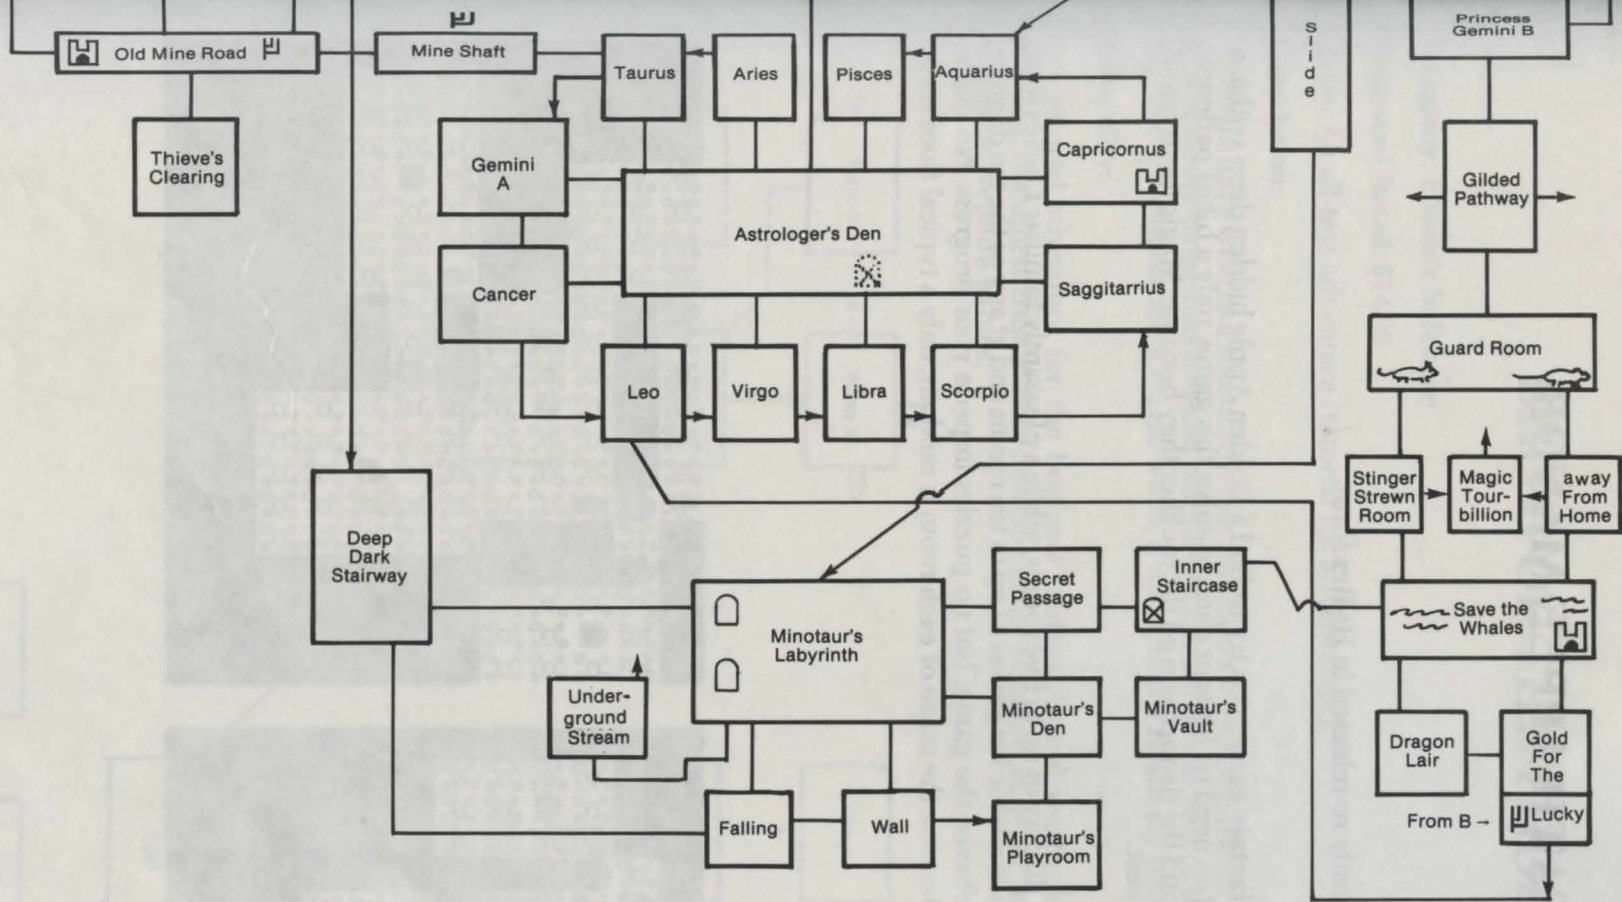 Old Mine Road
Mine Shaft
Taurus
Aries
Pisces
Aquarius
S
l
i
d
e
Princess
Gemini B
Thieve's
Clearing
Gemini
A
Capricornus
Gilded
Pathway
Astrologer's Den
Cancer
Saggitarrius
Guard Room
Leo
Virgo
Libra
Scorpio
Stinger
Strewn
Room
Magic
Tour-
billion
away
From
Home
Deep
Dark
Stairway
Minotaur's
Labyrinth
Secret
Passage
Inner
Staircase
Save the
Whales
Under-
ground
Stream
Minotaur's
Den
Minotaur's
Vault
Dragon
Lair
Gold
For
The
From B →
Lucky
Falling
Wall
Minotaur's
Playroom